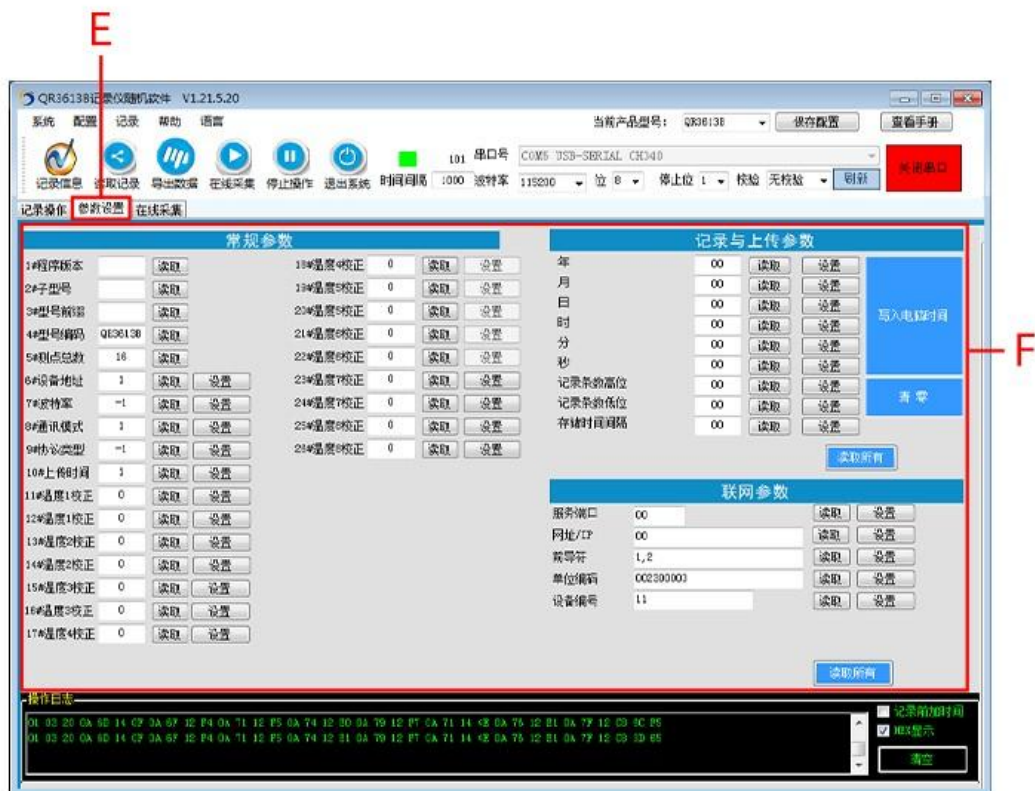 E
QR3613B记录仪随机软件 V1.21.5.20
系统 配置 记录 帮助 语言 当前产品型号: QR3613B 保存配置 查看手册
记录信息 读取记录 导出数据 在线采集 停止操作 退出系统
101 串口号 COM5 USB-SERIAL CH340 关闭串口
时间间隔 1000 波特率 115200 位 8 停止位 1 校验 无校验 刷新
记录操作 参数设置 在线采集
常规参数
1#程序版本 读取
2#子型号 读取
3#型号前缀 读取
4#型号编码 读取
5#测点总数 16 读取
6#设备地址 1 读取 设置
7#波特率 -1 读取 设置
8#通讯模式 1 读取 设置
9#协议类型 -1 读取 设置
10#上传时间 1 读取 设置
11#温度1校正 0 读取 设置
12#温度1校正 0 读取 设置
13#温度2校正 0 读取 设置
14#温度2校正 0 读取 设置
15#温度3校正 0 读取 设置
16#温度3校正 0 读取 设置
17#温度4校正 0 读取 设置
18#温度4校正 0 读取 设置
19#温度5校正 0 读取 设置
20#温度5校正 0 读取 设置
21#温度6校正 0 读取 设置
22#温度6校正 0 读取 设置
23#温度7校正 0 读取 设置
24#温度7校正 0 读取 设置
25#温度8校正 0 读取 设置
26#温度8校正 0 读取 设置
记录与上传参数
年 00 读取 设置
月 00 读取 设置
日 00 读取 设置
时 00 读取 设置
分 00 读取 设置
秒 00 读取 设置
记录条数高位 00 读取 设置
记录条数低位 00 读取 设置
存储时间间隔 00 读取 设置
写入电脑时间
清零
读取所有
F
联网参数
服务端口 00 读取 设置
网址/IP 00 读取 设置
前导符 1,2 读取 设置
单位编码 002300003 读取 设置
设备编号 11 读取 设置
读取所有
操作日志
记录前加时间
HEX显示
清空